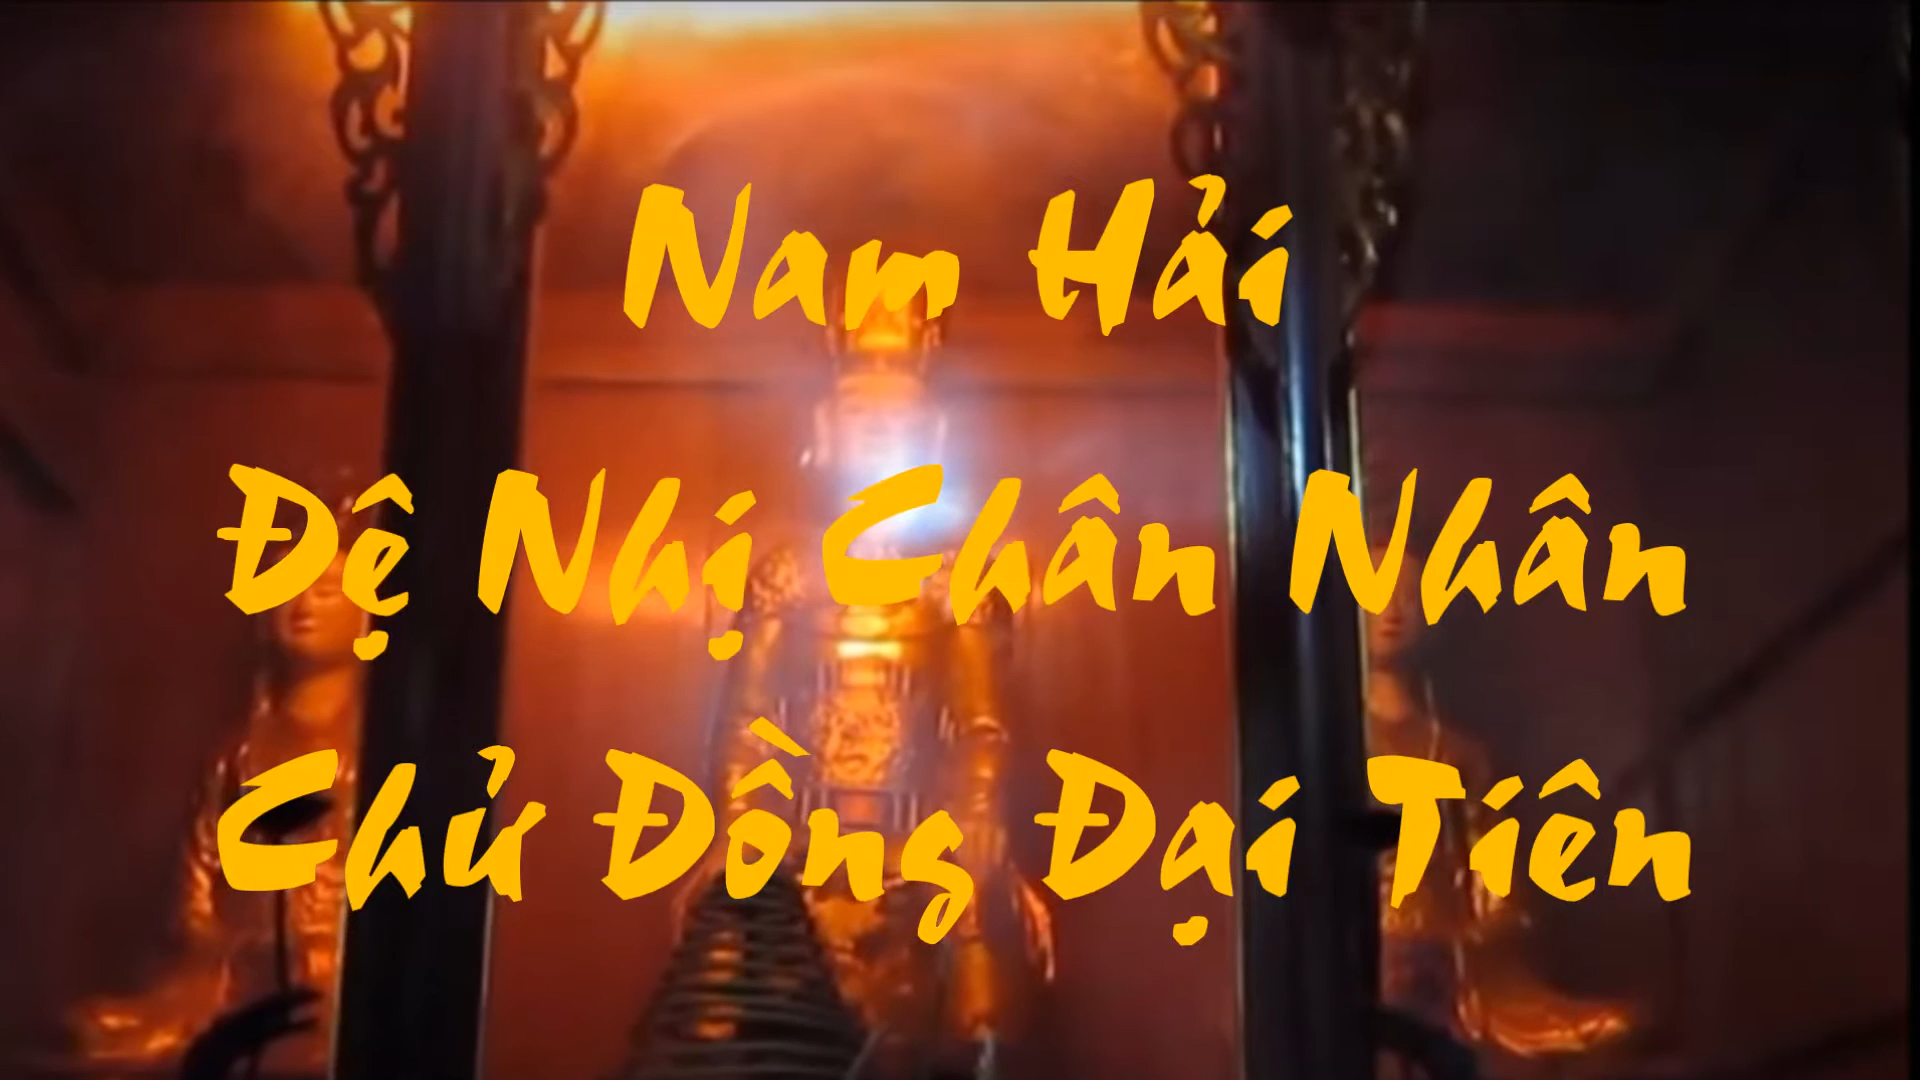 Nam Hải
Đệ Nhị Chân Nhân
Chử Đồng Đại Tiên